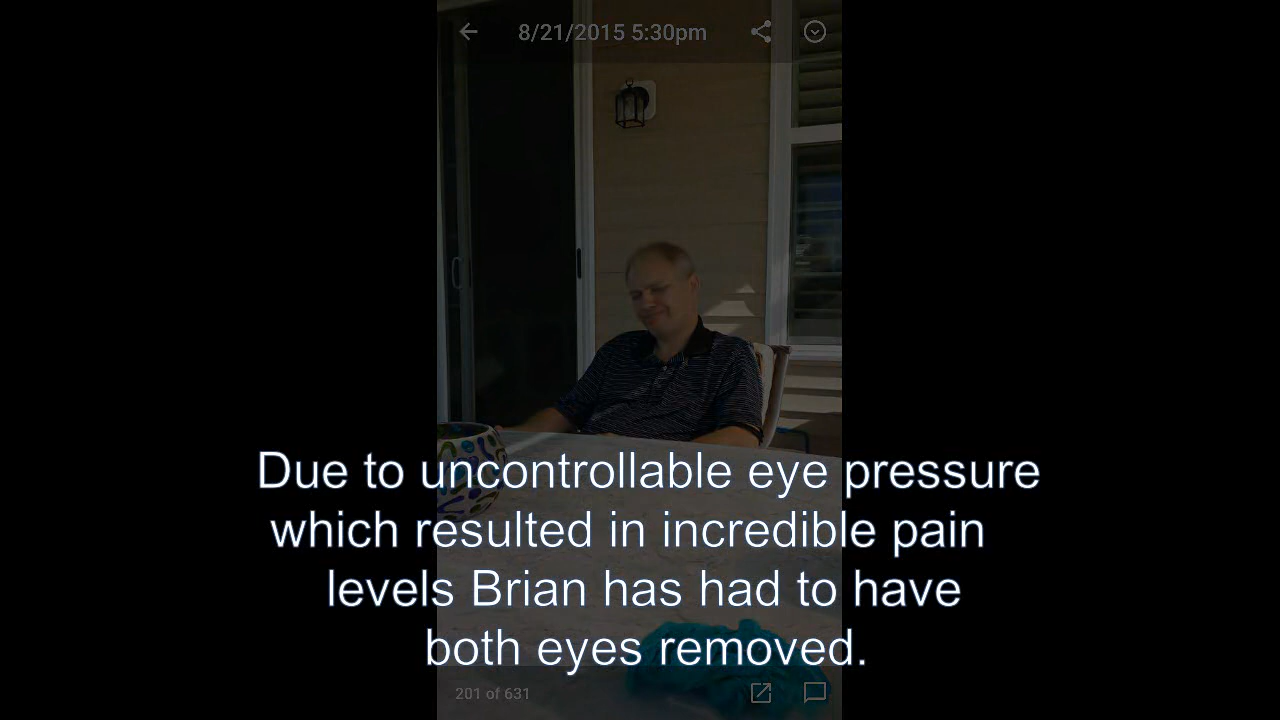 8/21/2015 5:30pm
Due to uncontrollable eye pressure
which resulted in incredible pain
levels Brian has had to have
both eyes removed.
201 of 631